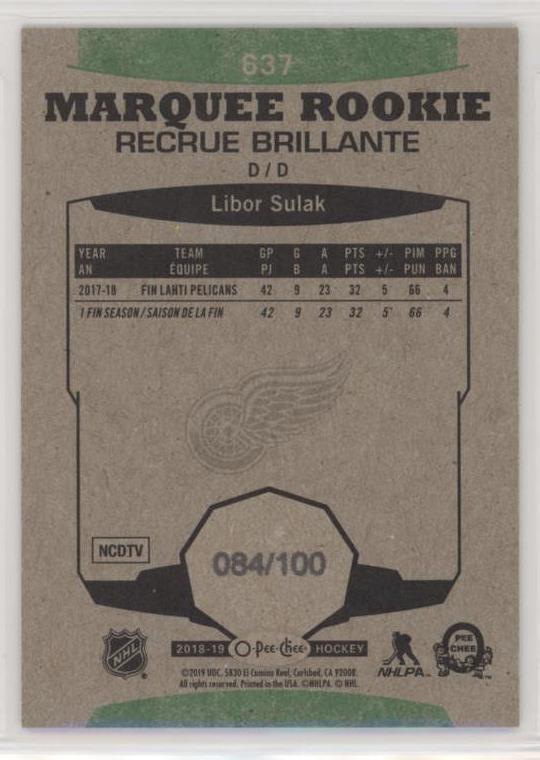 637
MARQUEE ROOKIE
RECRUE BRILLANTE
D / D
Libor Sulak
YEAR TEAM GP G A PTS +/- PIM PPG
AN ÉQUIPE PJ B A PTS +/- PUN BAN
2017-18 FIN LAHTI PELICANS 42 9 23 32 5 66 4
1 FIN SEASON / SAISON DE LA FIN 42 9 23 32 5* 66 4
NCDTV
084/100
NHL
2018-19 O-Pee-Chee HOCKEY
NHLPA™
PEE
CHEE
©2019 UDC. 5830 El Camino Real, Carlsbad, CA 92008.
All rights reserved. Printed in the USA. ©NHLPA. © NHL.